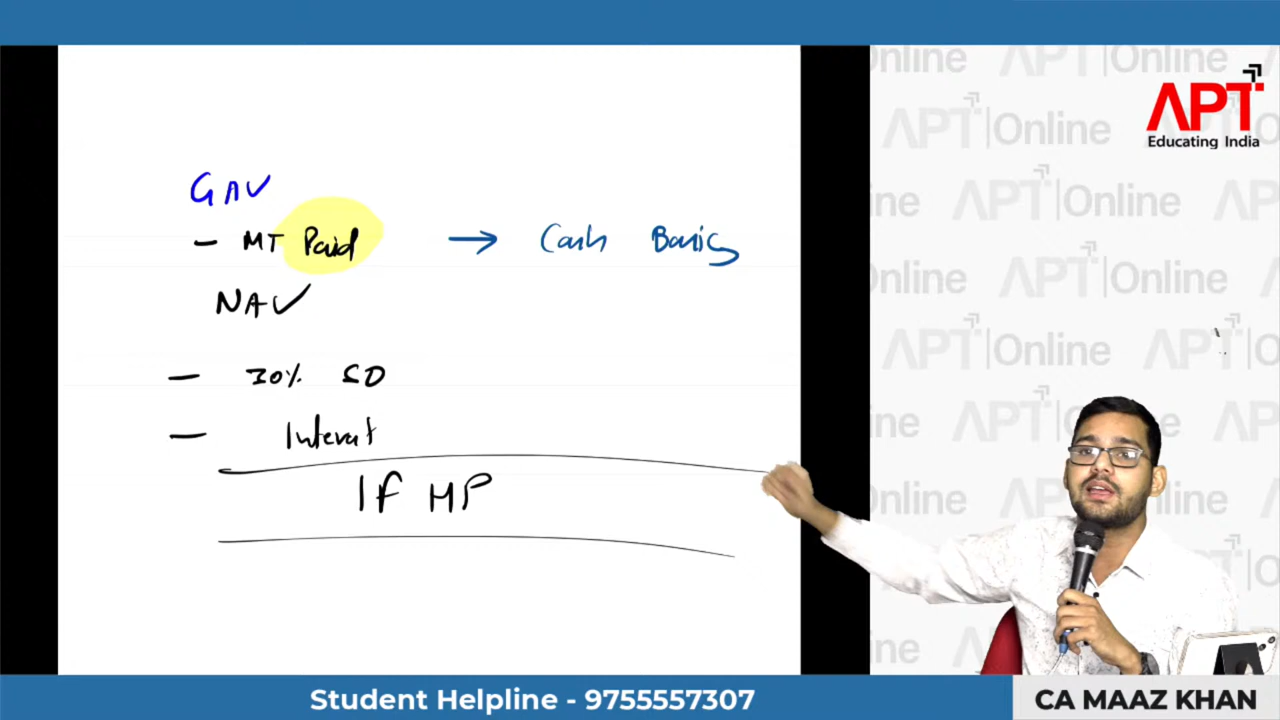 GAV
- MT Paid → Cash Basis
NAV
- 30% SD
- Interest
IF HP
APT
Educating India
APT|Online
Student Helpline - 9755557307
CA MAAZ KHAN